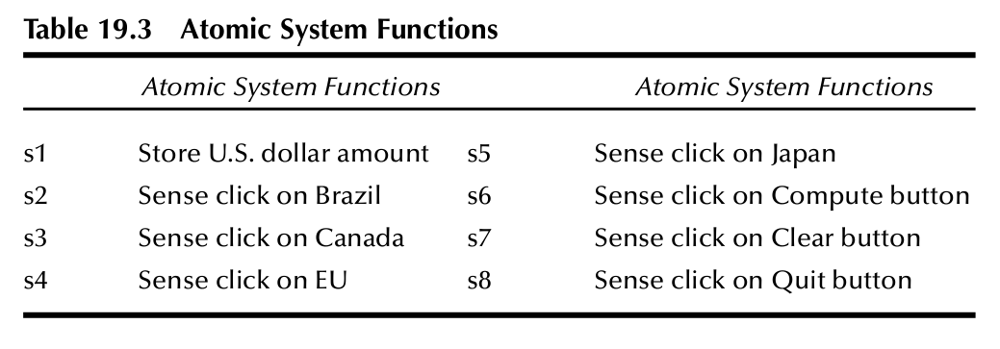 Table 19.3 Atomic System Functions
Atomic System Functions Atomic System Functions
s1 Store U.S. dollar amount s5 Sense click on Japan
s2 Sense click on Brazil s6 Sense click on Compute button
s3 Sense click on Canada s7 Sense click on Clear button
s4 Sense click on EU s8 Sense click on Quit button